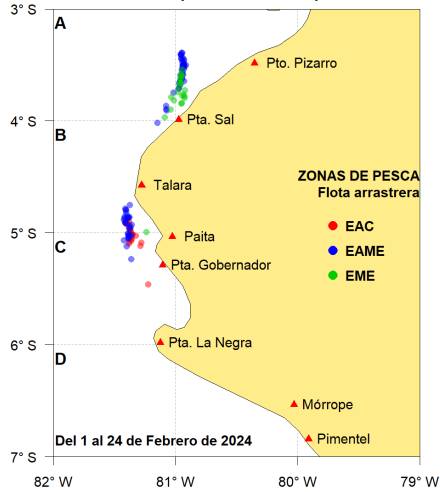 3° S
A
Pto. Pizarro
4° S
Pta. Sal
B
ZONAS DE PESCA
Flota arrastrera
Talara
EAC
5° S
Paita
C
EAME
Pta. Gobernador
EME
6° S
Pta. La Negra
D
Mórrope
Del 1 al 24 de Febrero de 2024
Pimentel
7° S
82° W
81° W
80° W
79° W